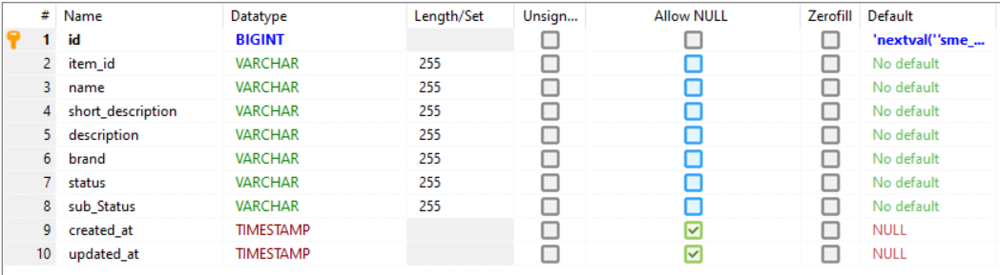 # Name Datatype Length/Set Unsign... Allow NULL Zerofill Default
1 id BIGINT 'nextval(''sme_...
2 item_id VARCHAR 255 No default
3 name VARCHAR 255 No default
4 short_description VARCHAR 255 No default
5 description VARCHAR 255 No default
6 brand VARCHAR 255 No default
7 status VARCHAR 255 No default
8 sub_Status VARCHAR 255 No default
9 created_at TIMESTAMP NULL
10 updated_at TIMESTAMP NULL